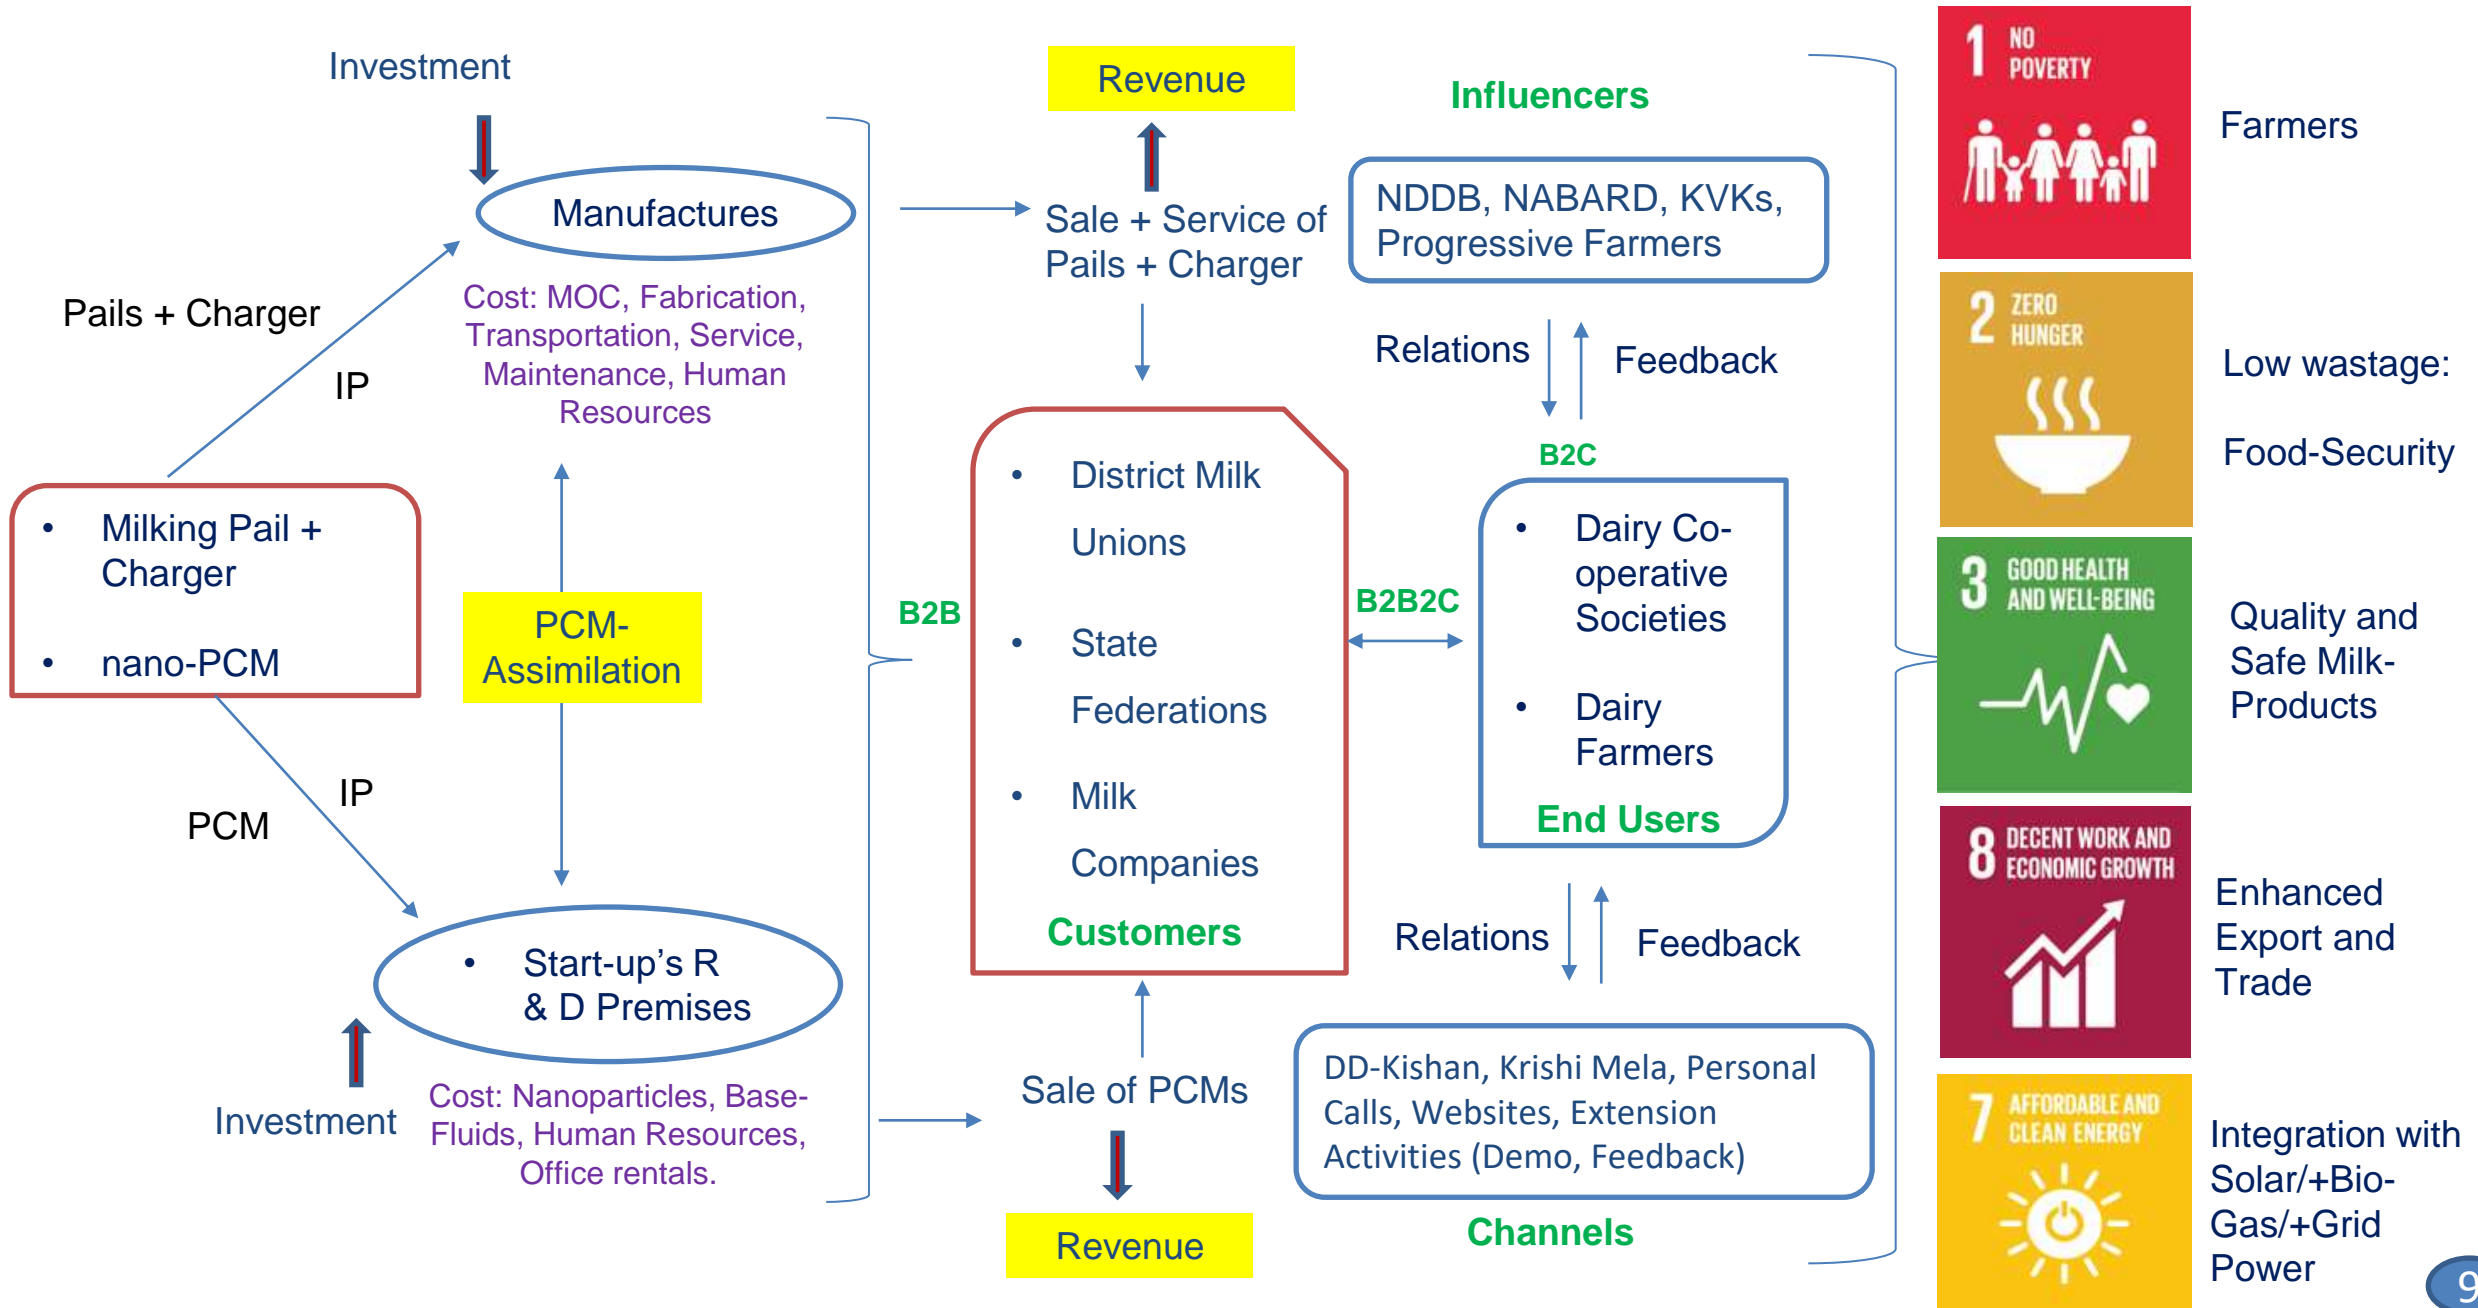 Investment
Manufactures
Pails + Charger
IP
Cost: MOC, Fabrication,
Transportation, Service,
Maintenance, Human
Resources
• Milking Pail +
Charger
• nano-PCM
PCM-
Assimilation
IP
PCM
• Start-up’s R
& D Premises
Investment
Cost: Nanoparticles, Base-
Fluids, Human Resources,
Office rentals.
B2B
Revenue
Sale + Service of
Pails + Charger
• District Milk
Unions
• State
Federations
• Milk
Companies
Customers
Sale of PCMs
Revenue
Influencers
NDDB, NABARD, KVKs,
Progressive Farmers
Relations
Feedback
B2C
B2B2C
• Dairy Co-
operative
Societies
• Dairy
Farmers
End Users
Relations
Feedback
DD-Kishan, Krishi Mela, Personal
Calls, Websites, Extension
Activities (Demo, Feedback)
Channels
1 NO
POVERTY
Farmers
2 ZERO
HUNGER
Low wastage:
Food-Security
3 GOOD HEALTH
AND WELL-BEING
Quality and
Safe Milk-
Products
8 DECENT WORK AND
ECONOMIC GROWTH
Enhanced
Export and
Trade
7 AFFORDABLE AND
CLEAN ENERGY
Integration with
Solar/+Bio-
Gas/+Grid
Power
9